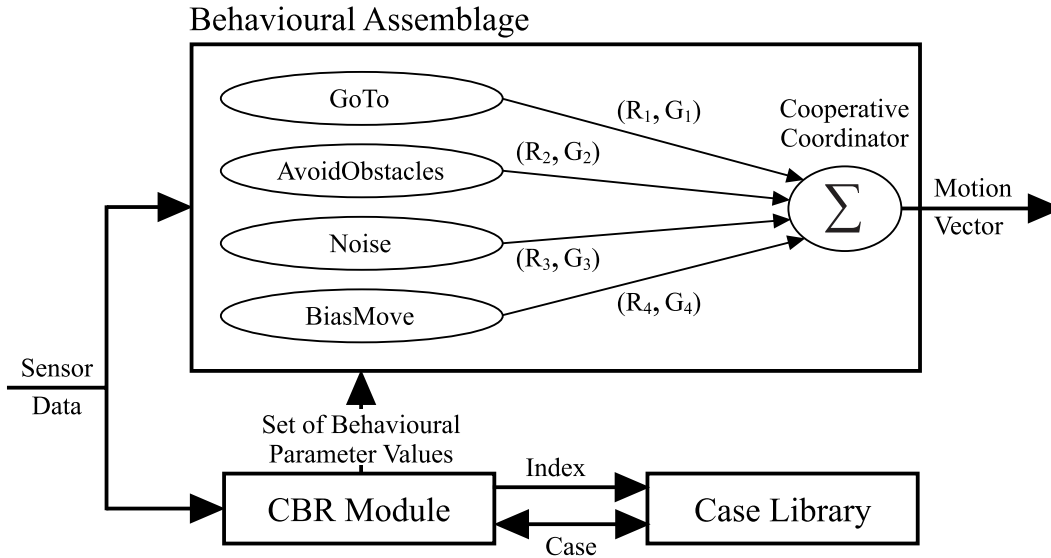 Behavioural Assemblage
GoTo
(R₁, G₁)
Cooperative
Coordinator
AvoidObstacles
(R₂, G₂)
∑
Motion
Vector
Noise
(R₃, G₃)
BiasMove
(R₄, G₄)
Sensor
Data
Set of Behavioural
Parameter Values
CBR Module
Index
Case
Case Library